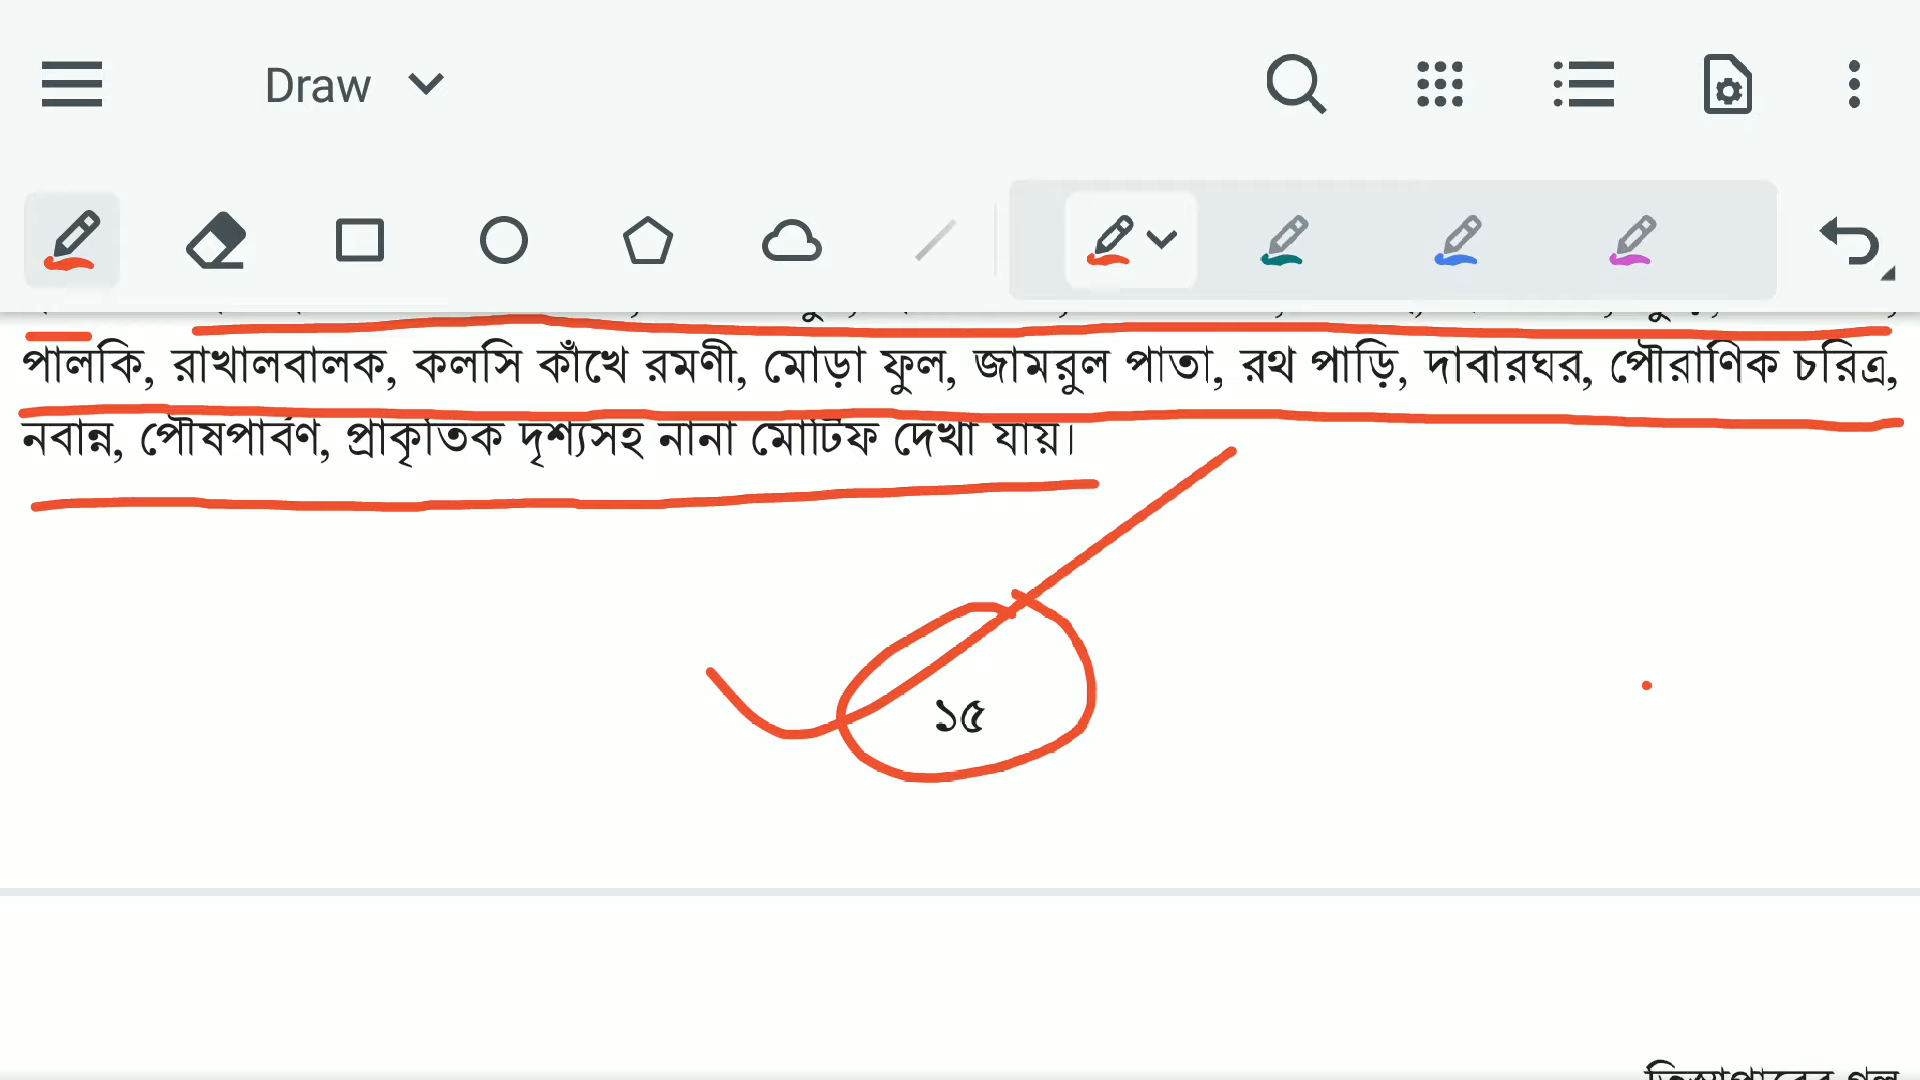 Draw
পালকি, রাখালবালক, কলসি কাঁখে রমণী, মোড়া ফুল, জামরুল পাতা, রথ পাড়ি, দাবারঘর, পৌরাণিক চরিত্র,
নবান্ন, পৌষপার্বণ, প্রাকৃতিক দৃশ্যসহ নানা মোটিফ দেখা যায়।
১৫